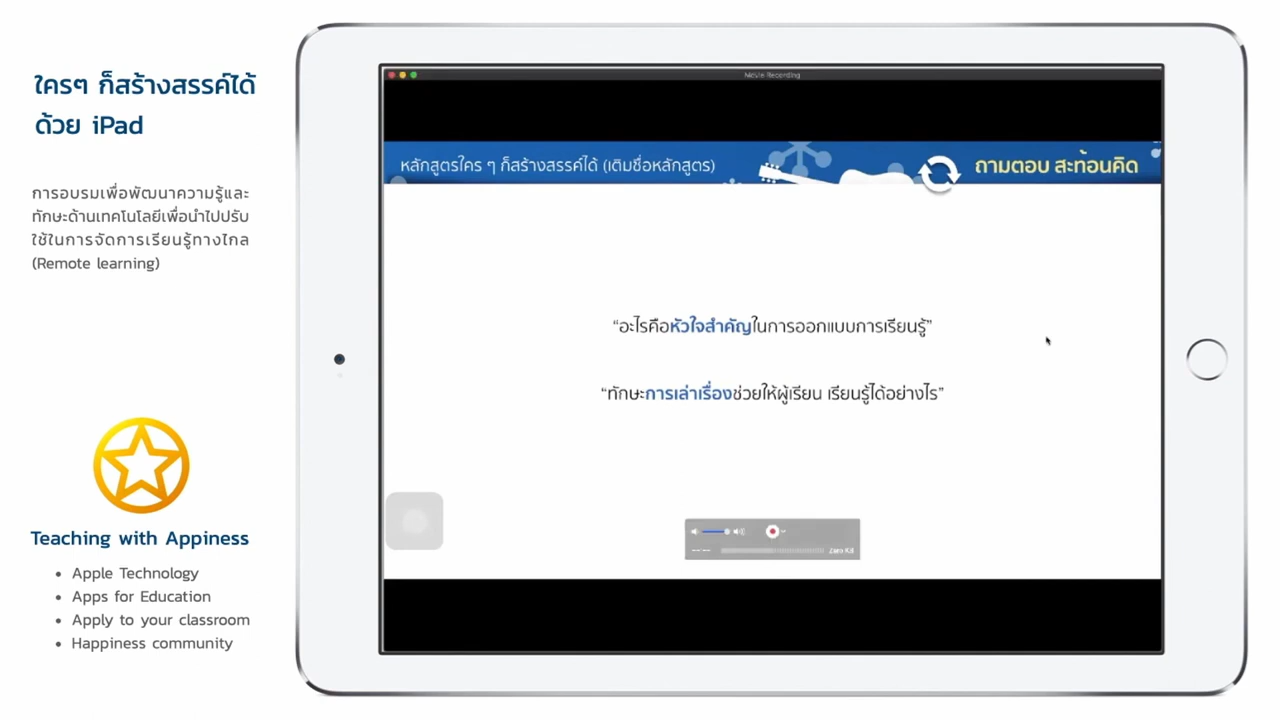 ใครๆ ก็สร้างสรรค์ได้
ด้วย iPad
การอบรมเพื่อพัฒนาความรู้และ
ทักษะด้านเทคโนโลยีเพื่อนำไปปรับ
ใช้ในการจัดการเรียนรู้ทางไกล
(Remote learning)
Teaching with Appiness
• Apple Technology
• Apps for Education
• Apply to your classroom
• Happiness community
Movie Recording
หลักสูตรใคร ๆ ก็สร้างสรรค์ได้ (เติมชื่อหลักสูตร)
ถามตอบ สะท้อนคิด
“อะไรคือหัวใจสำคัญในการออกแบบการเรียนรู้”
“ทักษะการเล่าเรื่องช่วยให้ผู้เรียน เรียนรู้ได้อย่างไร”
--:-- Zero KB